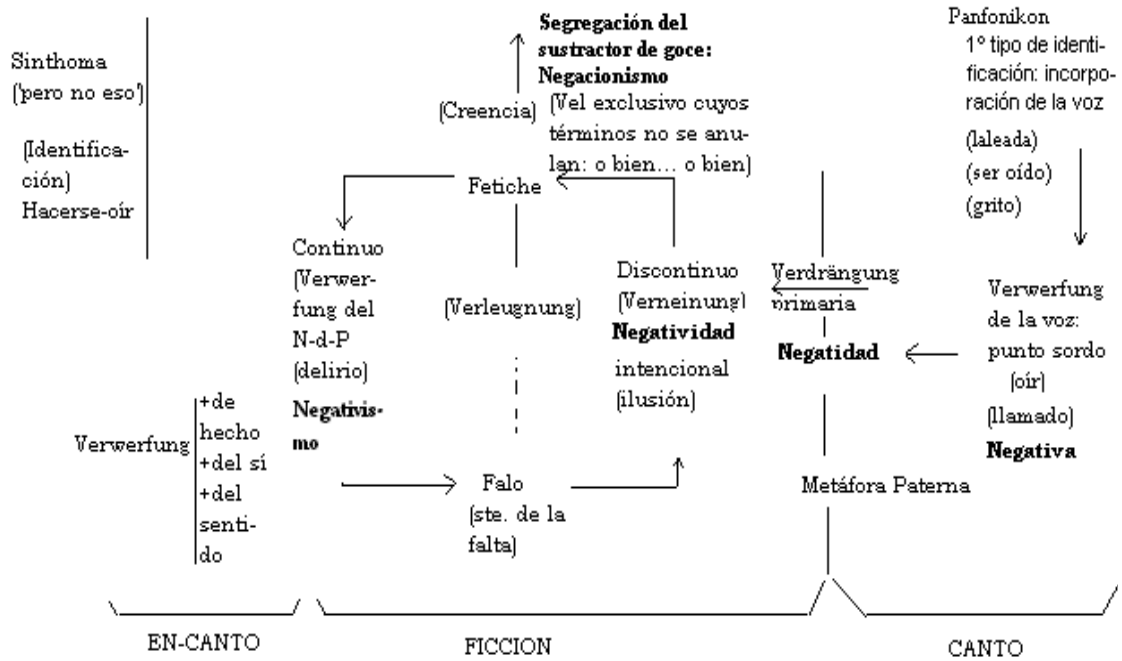 Sinthoma
('pero no eso')
(Identifica-
ción)
Hacerse-oír
Verwerfung
+de
hecho
+del sí
+del
senti-
do
Segregación del
sustractor de goce:
Negacionismo
(Creencia)
(Vel exclusivo cuyos
términos no se anu-
lan: o bien... o bien)
Fetiche
Continuo
(Verwer-
fung del
N-d-P
(delirio)
Negativis-
mo
(Verleugnung)
Discontinuo
(Verneinung)
Negatividad
intencional
(ilusión)
Falo
(ste. de la
falta)
Verdrängung
primaria
Negatidad
Metáfora Paterna
Panfonikon
1º tipo de identi-
ficación: incorpo-
ración de la voz
(laleada)
(ser oído)
(grito)
Verwerfung
de la voz:
punto sordo
(oír)
(llamado)
Negativa
EN-CANTO
FICCION
CANTO